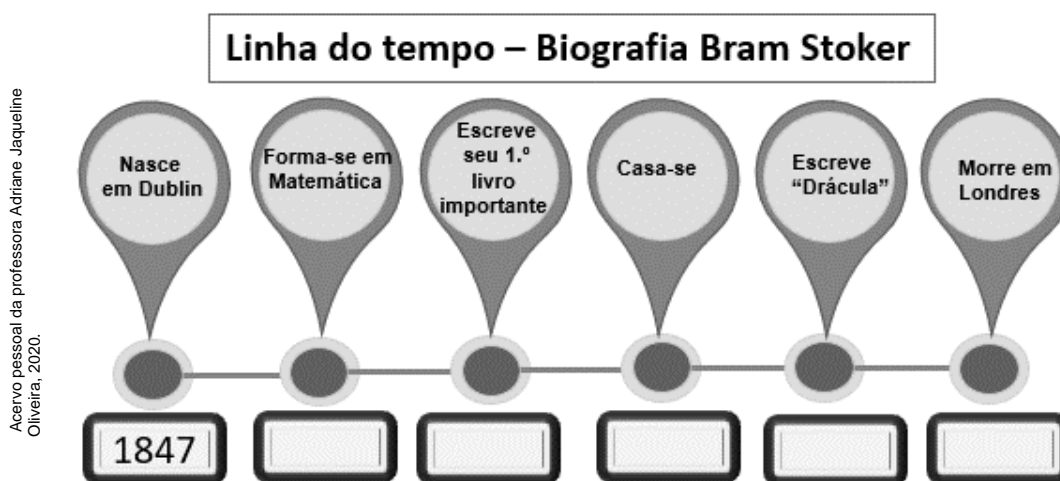 Linha do tempo – Biografia Bram Stoker
Acervo pessoal da professora Adriane Jaqueline
Oliveira, 2020.
Nasce
em Dublin
Forma-se em
Matemática
Escreve
seu 1.º
livro
importante
Casa-se
Escreve
“Drácula”
Morre em
Londres
1847